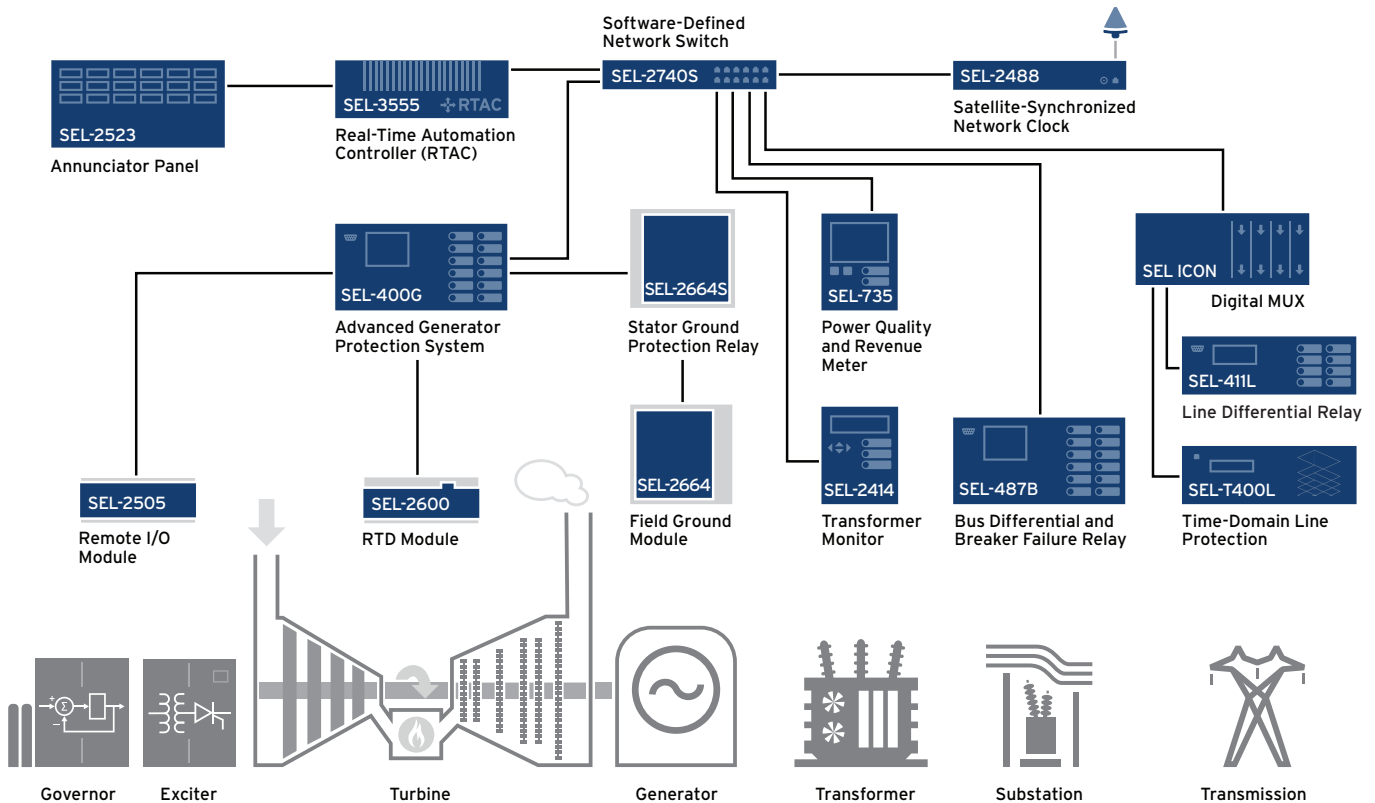 Software-Defined
Network Switch
SEL-2523
Annunciator Panel
SEL-3555
RTAC
Real-Time Automation
Controller (RTAC)
SEL-2740S
SEL-2488
Satellite-Synchronized
Network Clock
SEL-400G
Advanced Generator
Protection System
SEL-2664S
Stator Ground
Protection Relay
SEL-735
Power Quality
and Revenue
Meter
SEL ICON
Digital MUX
SEL-411L
Line Differential Relay
SEL-2505
Remote I/O
Module
SEL-2600
RTD Module
SEL-2664
Field Ground
Module
SEL-2414
Transformer
Monitor
SEL-487B
Bus Differential and
Breaker Failure Relay
SEL-T400L
Time-Domain Line
Protection
+
Σ
−
Governor
Exciter
Turbine
Generator
Transformer
Substation
Transmission